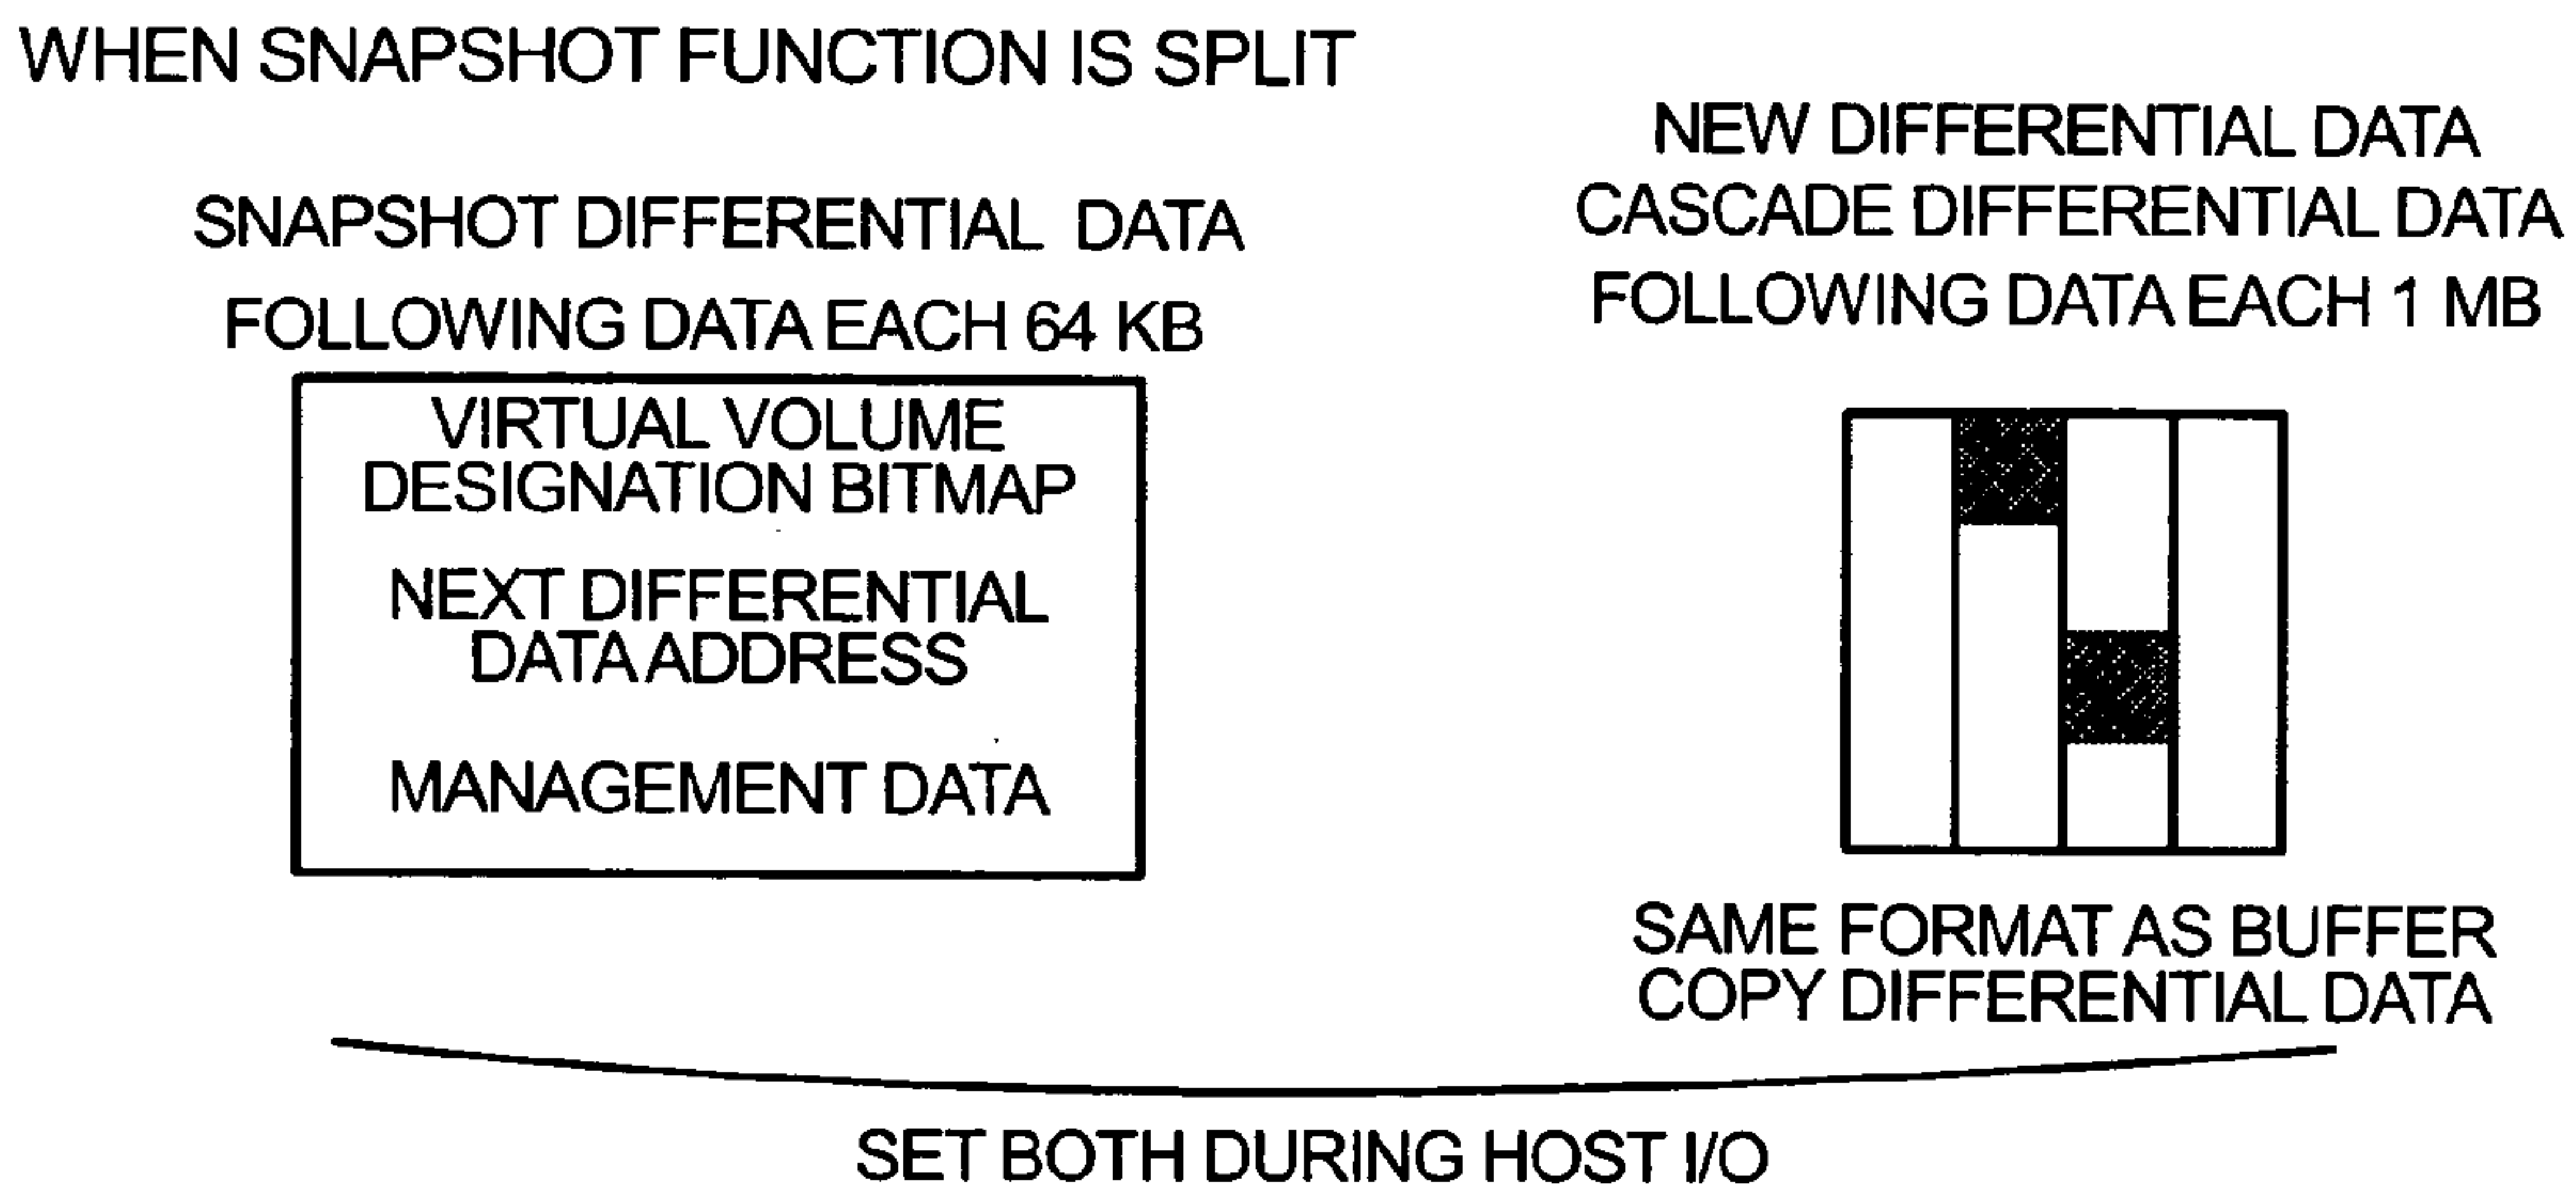 WHEN SNAPSHOT FUNCTION IS SPLIT
SNAPSHOT DIFFERENTIAL DATA
FOLLOWING DATA EACH 64 KB
VIRTUAL VOLUME
DESIGNATION BITMAP
NEXT DIFFERENTIAL
DATA ADDRESS
MANAGEMENT DATA
NEW DIFFERENTIAL DATA
CASCADE DIFFERENTIAL DATA
FOLLOWING DATA EACH 1 MB
SAME FORMAT AS BUFFER
COPY DIFFERENTIAL DATA
SET BOTH DURING HOST I/O